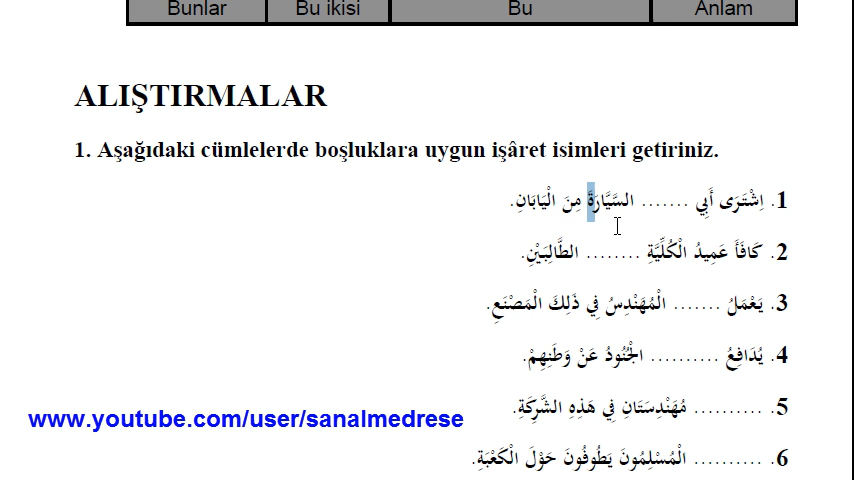 Bunlar Bu ikisi Bu Anlam
ALIŞTIRMALAR
1. Aşağıdaki cümlelerde boşluklara uygun işâret isimleri getiriniz.
1. اِشْتَرَى أَبِي ....... السَّيَّارَةَ مِنَ الْيَابَانِ.
2. كَافَأَ عَمِيدُ الْكُلِّيَّةِ ........ الطَّالِبَيْنِ.
3. يَعْمَلُ ....... الْمُهَنْدِسُ فِي ذَلِكَ الْمَصْنَعِ.
4. يُدَافِعُ .......... الْجُنُودُ عَنْ وَطَنِهِمْ.
5. .......... مُهَنْدِسَتَانِ فِي هَذِهِ الشَّرِكَةِ.
www.youtube.com/user/sanalmedrese
6. .......... الْمُسْلِمُونَ يَطُوفُونَ حَوْلَ الْكَعْبَةِ.